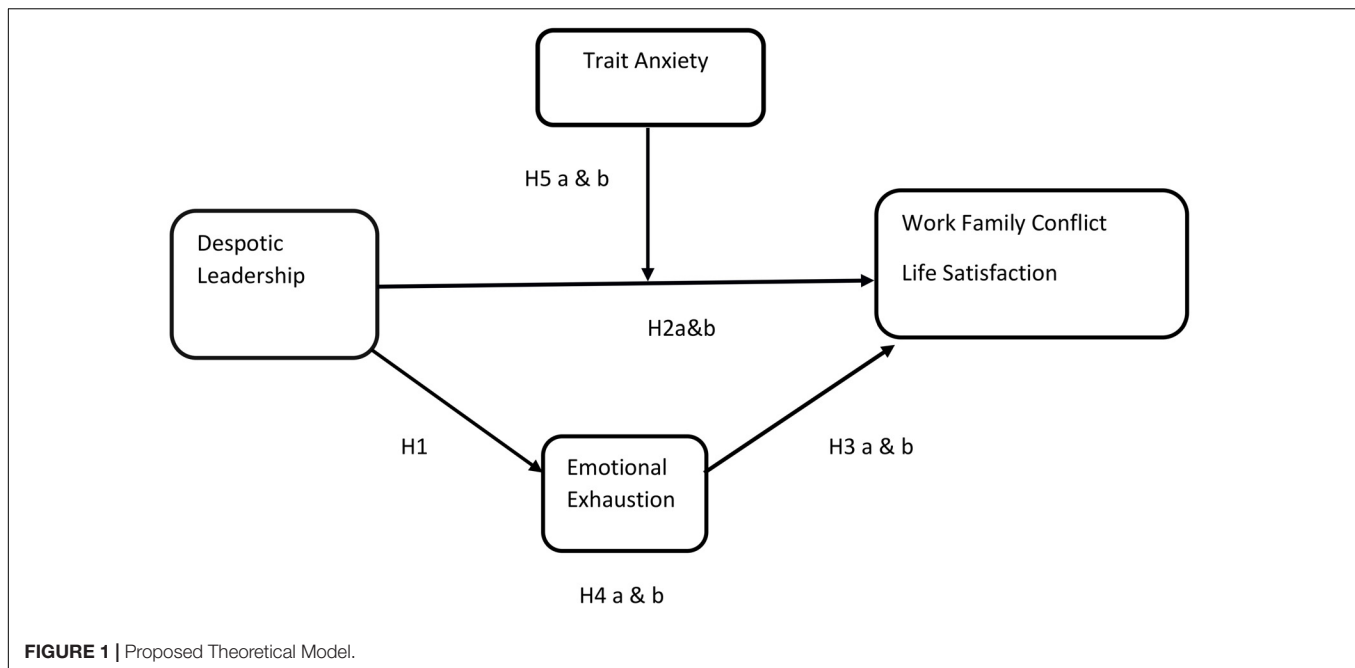 Trait Anxiety
H5 a & b
Despotic
Leadership
Work Family Conflict
Life Satisfaction
H2a&b
H1
Emotional
Exhaustion
H3 a & b
H4 a & b
FIGURE 1 | Proposed Theoretical Model.